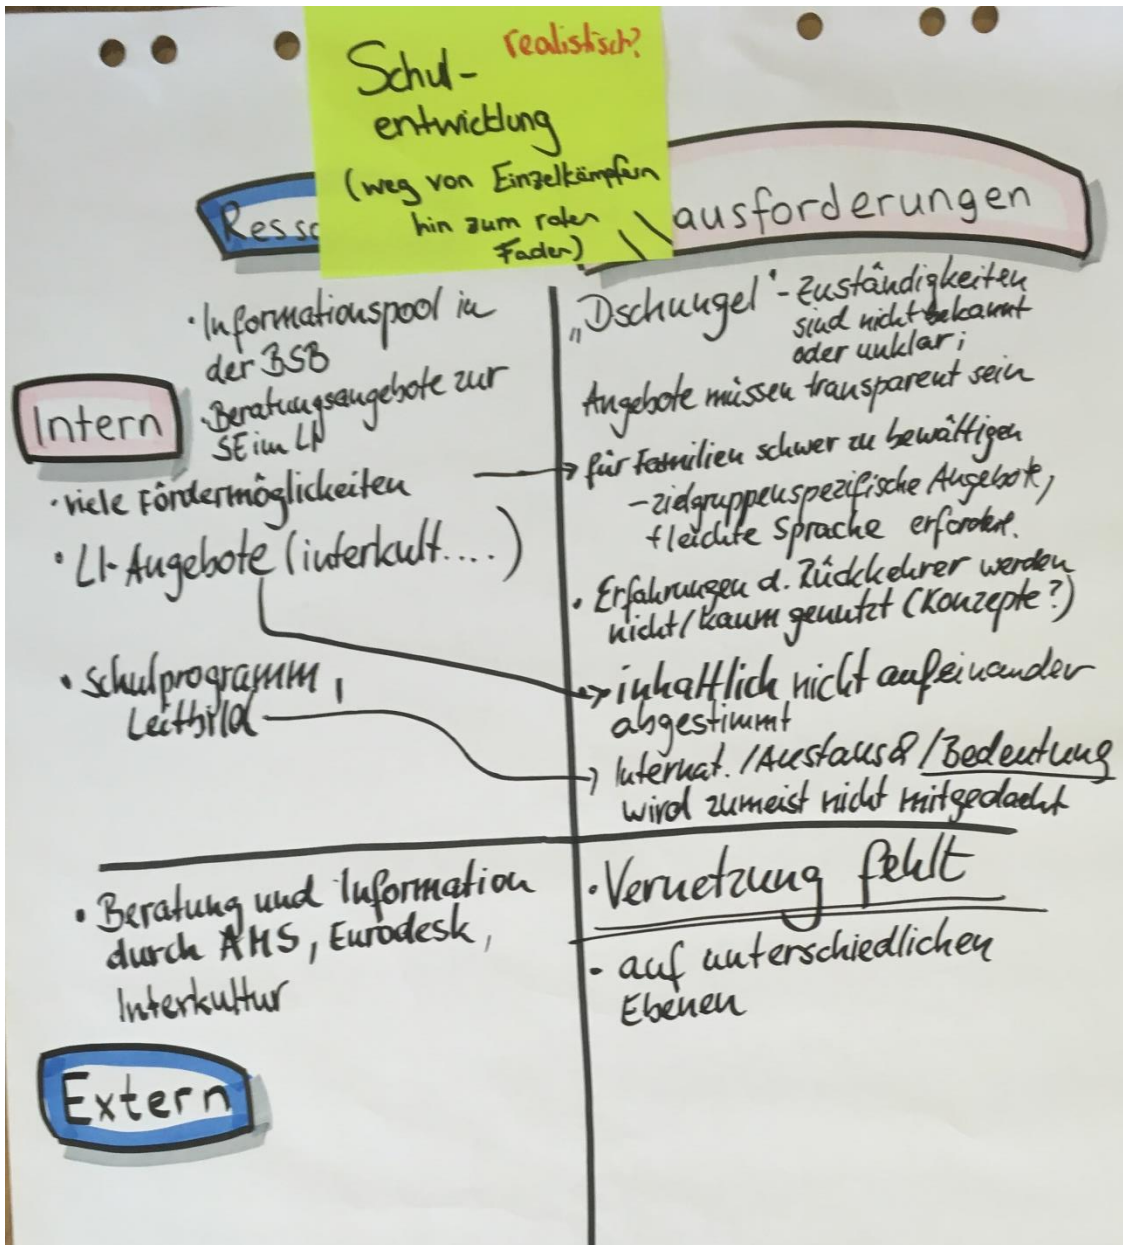 realistisch?
Schul-
entwicklung
(weg von Einzelkämpfern
hin zum roten
Faden)
Resso
ausforderungen
Intern
· Informationspool in
der BSB
· Beratungsangebote zur
SE im LI
· viele Fördermöglichkeiten
· LI-Angebote (interkult....)
· Schulprogramm,
Leitbild
„Dschungel" - Zuständigkeiten
sind nicht bekannt
oder unklar;
Angebote müssen transparent sein
für Familien schwer zu bewältigen
- zielgruppenspezifische Angebote,
+ leichte Sprache erforderl.
· Erfahrungen d. Rückkehrer werden
nicht/kaum genutzt (Konzepte?)
inhaltlich nicht aufeinander
abgestimmt
Internat./Austausch/Bedeutung
wird zumeist nicht mitgedacht
· Beratung und Information
durch AHS, Eurodesk,
Interkultur
Extern
· Vernetzung fehlt
· auf unterschiedlichen
Ebenen